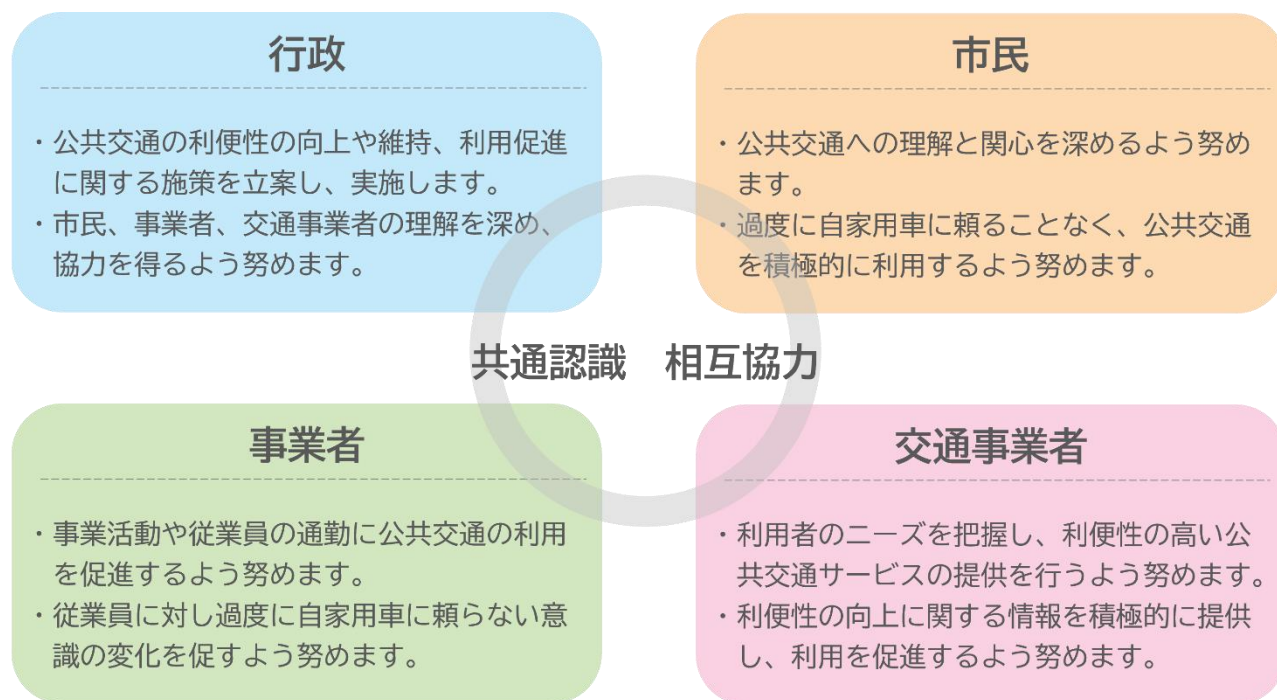 行政
・公共交通の利便性の向上や維持、利用促進
に関する施策を立案し、実施します。
・市民、事業者、交通事業者の理解を深め、
協力を得るよう努めます。
市民
・公共交通への理解と関心を深めるよう努め
ます。
・過度に自家用車に頼ることなく、公共交通
を積極的に利用するよう努めます。
共通認識　相互協力
事業者
・事業活動や従業員の通勤に公共交通の利用
を促進するよう努めます。
・従業員に対し過度に自家用車に頼らない意
識の変化を促すよう努めます。
交通事業者
・利用者のニーズを把握し、利便性の高い公
共交通サービスの提供を行うよう努めます。
・利便性の向上に関する情報を積極的に提供
し、利用を促進するよう努めます。